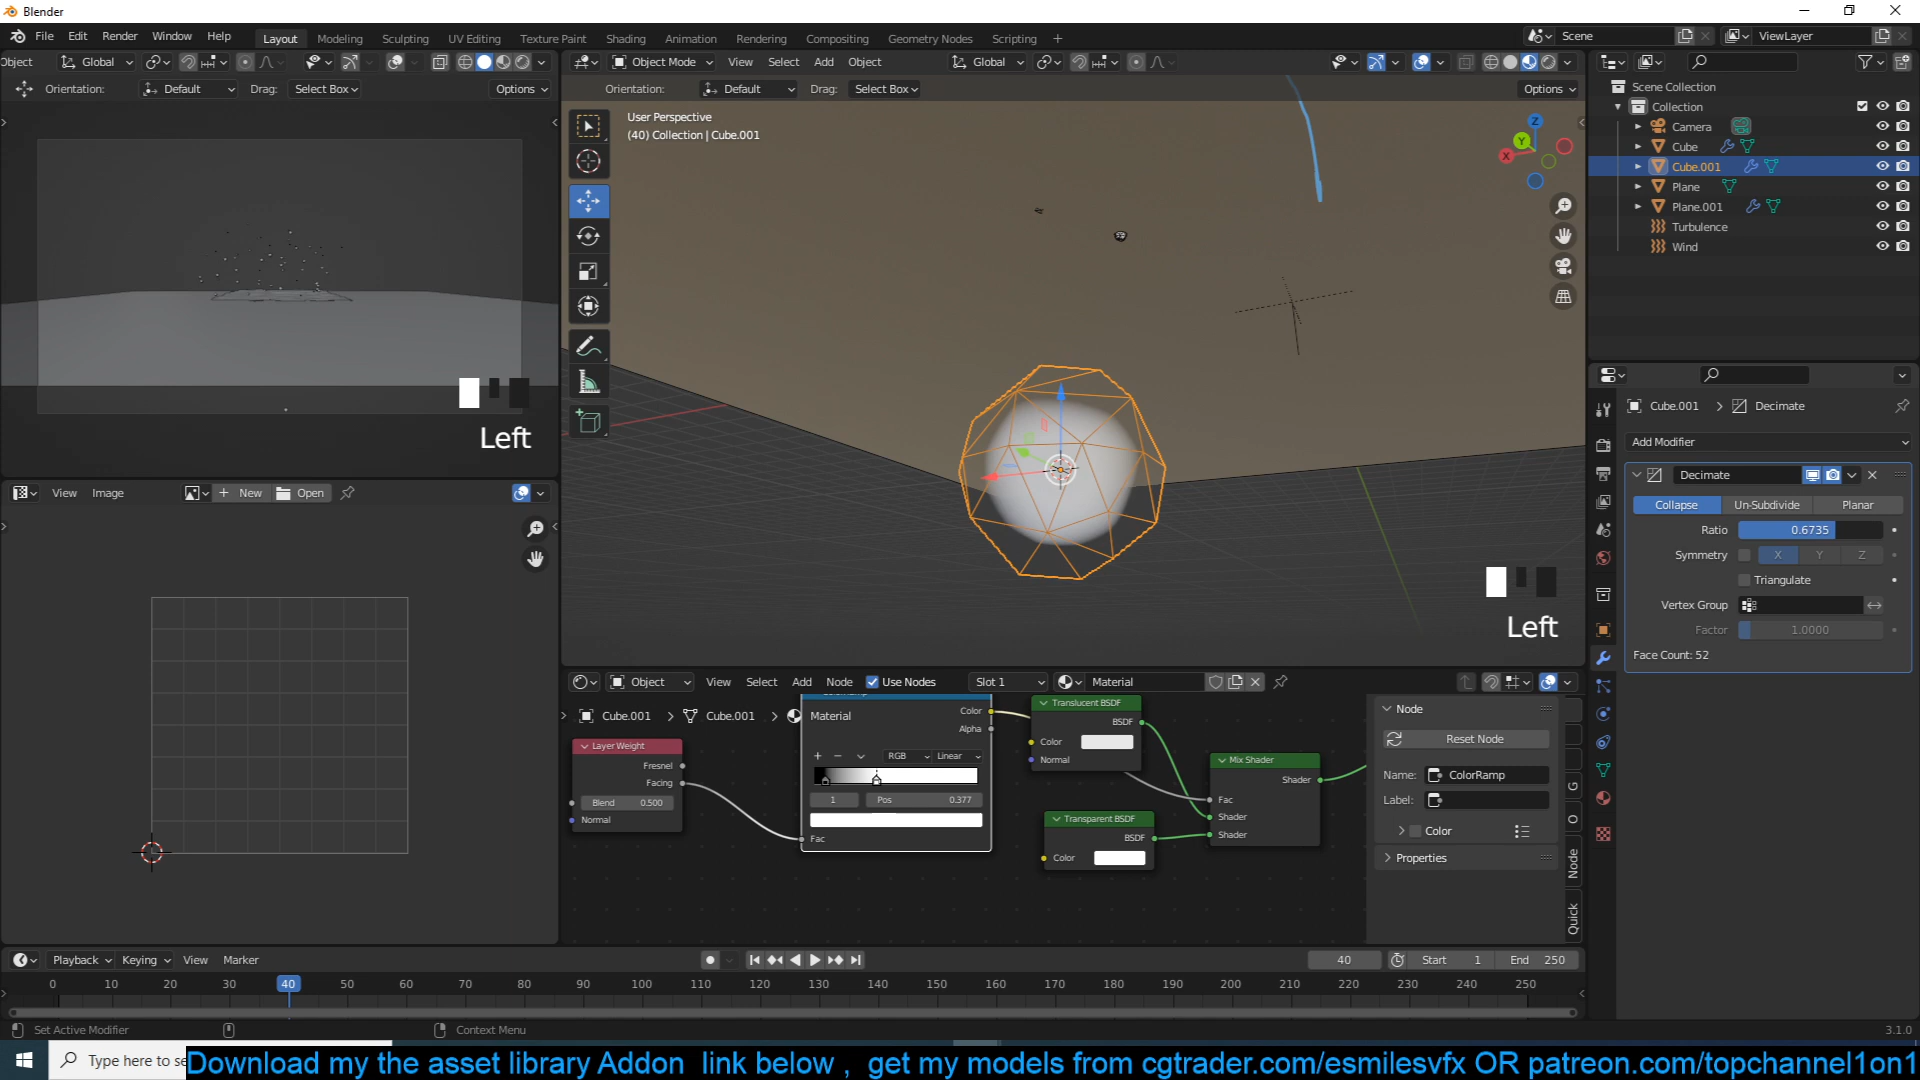 Blender
File Edit Render Window Help
Layout Modeling Sculpting UV Editing Texture Paint Shading Animation Rendering Compositing Geometry Nodes Scripting +
Scene
ViewLayer
Object Global
Object Mode View Select Add Object Global
Orientation: Default Drag: Select Box Options
Orientation: Default Drag: Select Box Options
User Perspective
(40) Collection | Cube.001
Z
Y
X
Left
Left
Scene Collection
Collection
Camera
Cube
Cube.001
Plane
Plane.001
Turbulence
Wind
Cube.001 > Decimate
Add Modifier
Decimate
Collapse Un-Subdivide Planar
Ratio 0.6735
Symmetry X Y Z
Triangulate
Vertex Group
Factor 1.0000
Face Count: 52
View Image + New Open
Object View Select Add Node Use Nodes Slot 1 Material
Cube.001 > Cube.001 > Material
Layer Weight
Fresnel
Facing
Blend 0.500
Normal
Color
Alpha
+ − RGB Linear
1 Pos 0.377
Fac
Translucent BSDF
BSDF
Color
Normal
Transparent BSDF
BSDF
Color
Mix Shader
Shader
Fac
Shader
Shader
Node
Reset Node
Name: ColorRamp
Label:
Color
Properties
G
O
Node
Quick
Playback Keying View Marker
40 Start 1 End 250
0 10 20 30 40 50 60 70 80 90 100 110 120 130 140 150 160 170 180 190 200 210 220 230 240 250
Set Active Modifier Context Menu 3.1.0
Type here to se
Download my the asset library Addon link below , get my models from cgtrader.com/esmilesvfx OR patreon.com/topchannel1on1